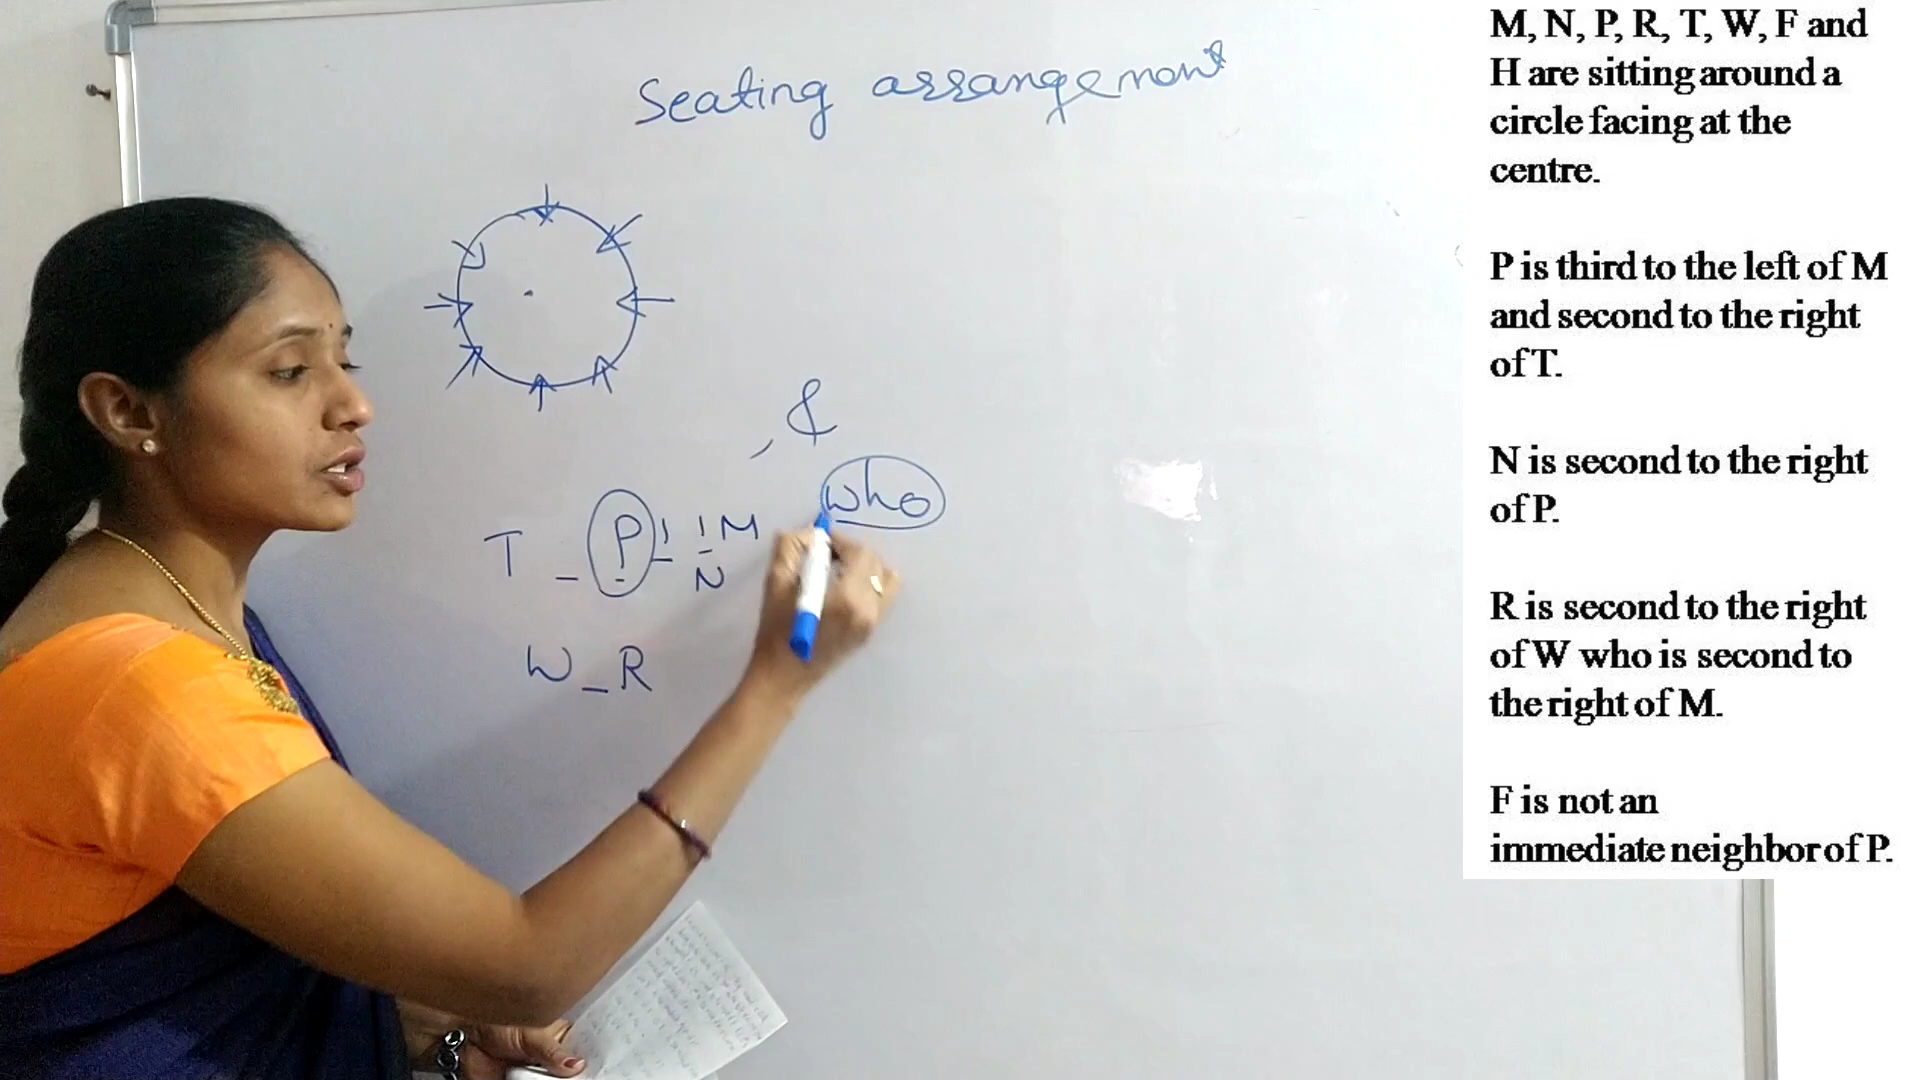 Seating arrangement
, &
who
T _ P _ _ M
N
W _ R
M, N, P, R, T, W, F and
H are sitting around a
circle facing at the
centre.
P is third to the left of M
and second to the right
of T.
N is second to the right
of P.
R is second to the right
of W who is second to
the right of M.
F is not an
immediate neighbor of P.